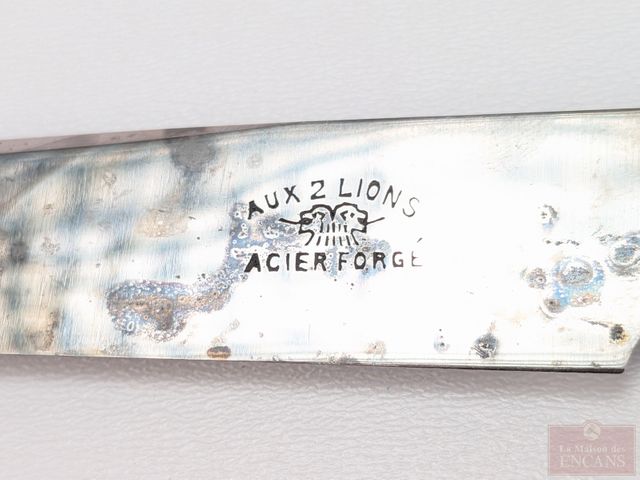 AUX 2 LIONS
ACIER FORGÉ
La Maison des
ENCANS